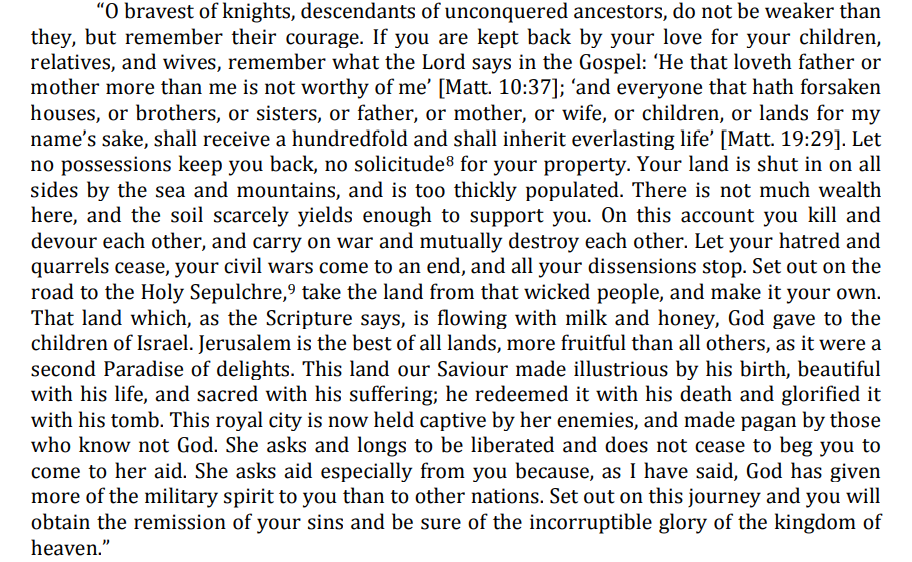 “O bravest of knights, descendants of unconquered ancestors, do not be weaker than
they, but remember their courage. If you are kept back by your love for your children,
relatives, and wives, remember what the Lord says in the Gospel: ‘He that loveth father or
mother more than me is not worthy of me’ [Matt. 10:37]; ‘and everyone that hath forsaken
houses, or brothers, or sisters, or father, or mother, or wife, or children, or lands for my
name’s sake, shall receive a hundredfold and shall inherit everlasting life’ [Matt. 19:29]. Let
no possessions keep you back, no solicitude⁸ for your property. Your land is shut in on all
sides by the sea and mountains, and is too thickly populated. There is not much wealth
here, and the soil scarcely yields enough to support you. On this account you kill and
devour each other, and carry on war and mutually destroy each other. Let your hatred and
quarrels cease, your civil wars come to an end, and all your dissensions stop. Set out on the
road to the Holy Sepulchre,⁹ take the land from that wicked people, and make it your own.
That land which, as the Scripture says, is flowing with milk and honey, God gave to the
children of Israel. Jerusalem is the best of all lands, more fruitful than all others, as it were a
second Paradise of delights. This land our Saviour made illustrious by his birth, beautiful
with his life, and sacred with his suffering; he redeemed it with his death and glorified it
with his tomb. This royal city is now held captive by her enemies, and made pagan by those
who know not God. She asks and longs to be liberated and does not cease to beg you to
come to her aid. She asks aid especially from you because, as I have said, God has given
more of the military spirit to you than to other nations. Set out on this journey and you will
obtain the remission of your sins and be sure of the incorruptible glory of the kingdom of
heaven.”